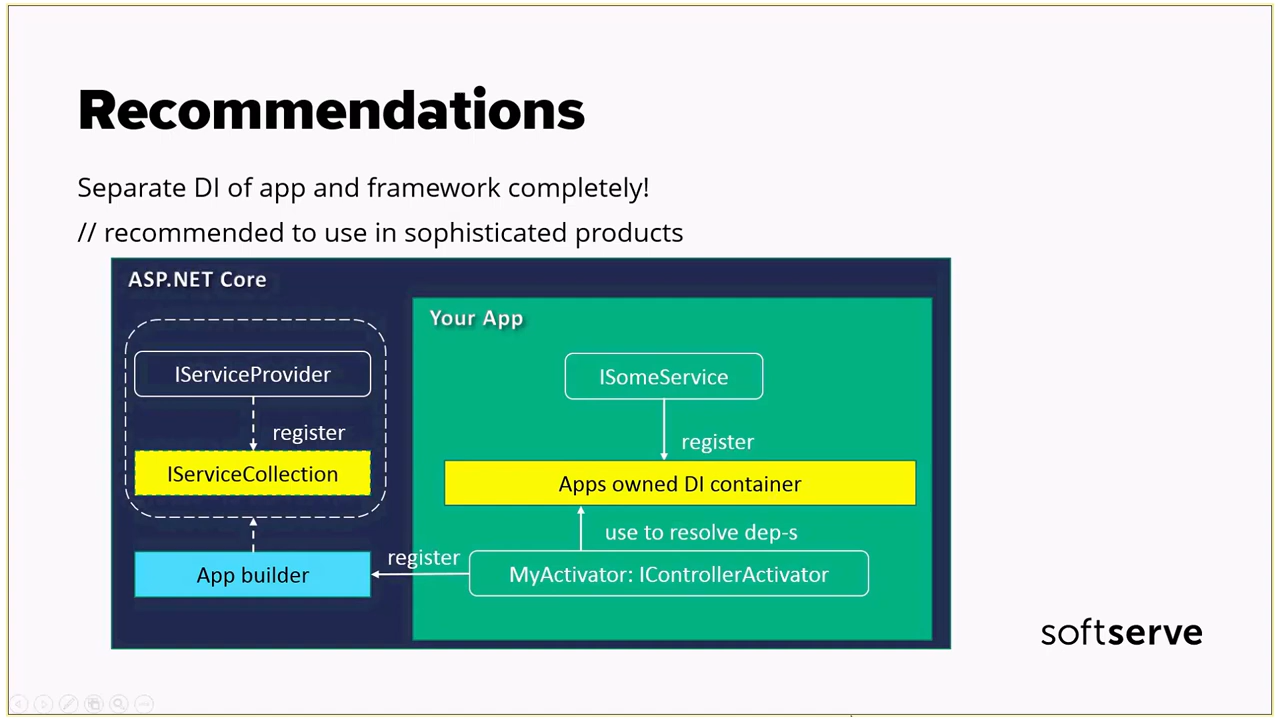 Recommendations
Separate DI of app and framework completely!
// recommended to use in sophisticated products
ASP.NET Core
IServiceProvider
register
IServiceCollection
App builder
register
Your App
ISomeService
register
Apps owned DI container
use to resolve dep-s
MyActivator: IControllerActivator
softserve